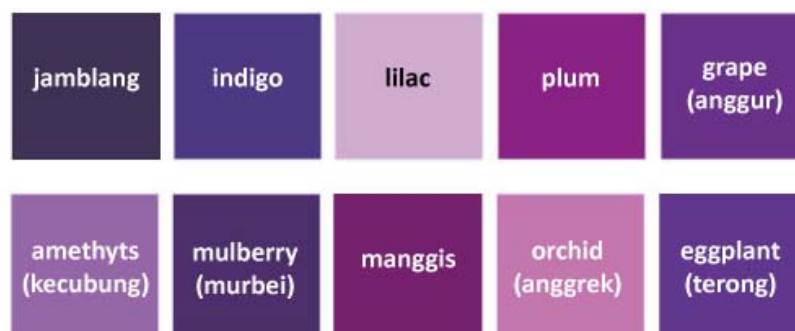 jamblang
indigo
lilac
plum
grape
(anggur)
amethyts
(kecubung)
mulberry
(murbei)
manggis
orchid
(anggrek)
eggplant
(terong)